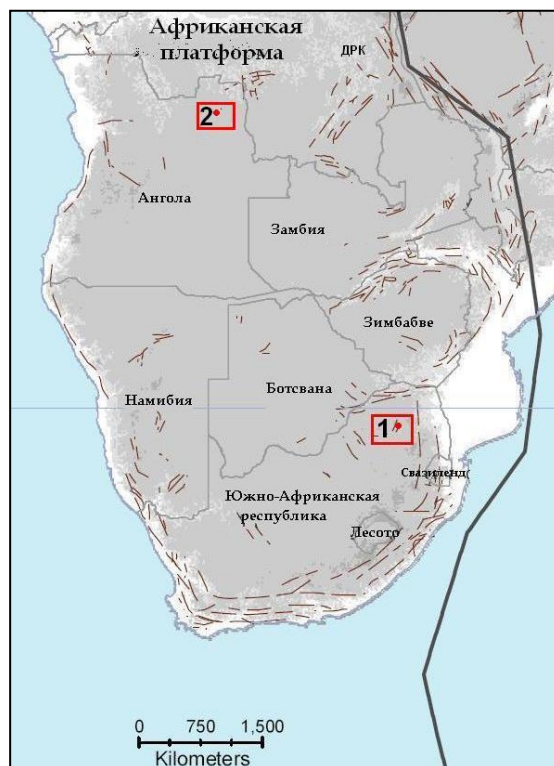 Африканская
платформа
ДРК
2
Ангола
Замбия
Зимбабве
Ботсвана
Намибия
1
Свазиленд
Южно-Африканская
республика
Лесото
0 750 1,500
Kilometers